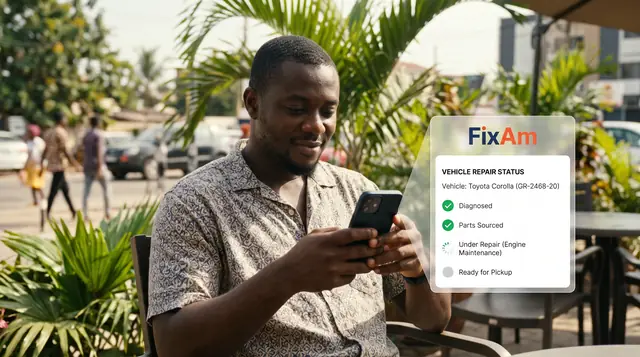 FixAm
VEHICLE REPAIR STATUS
Vehicle: Toyota Corolla (GR-2468-20)
Diagnosed
Parts Sourced
Under Repair (Engine
Maintenance)
Ready for Pickup